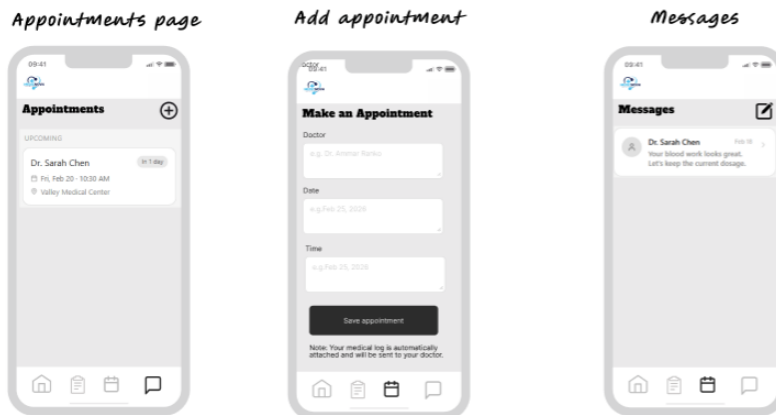 Appointments page
09:41
Appointments
UPCOMING
Dr. Sarah Chen
In 1 day
Fri, Feb 20 · 10:30 AM
Valley Medical Center
Add appointment
09:41
Make an Appointment
Doctor
Date
e.g.Feb 25, 2026
Time
e.g.Feb 25, 2026
Save appointment
Note: Your medical log is automatically
attached and will be sent to your doctor.
Messages
09:41
Messages
Dr. Sarah Chen
Feb 18
Your blood work looks great.
Let's keep the current dosage.